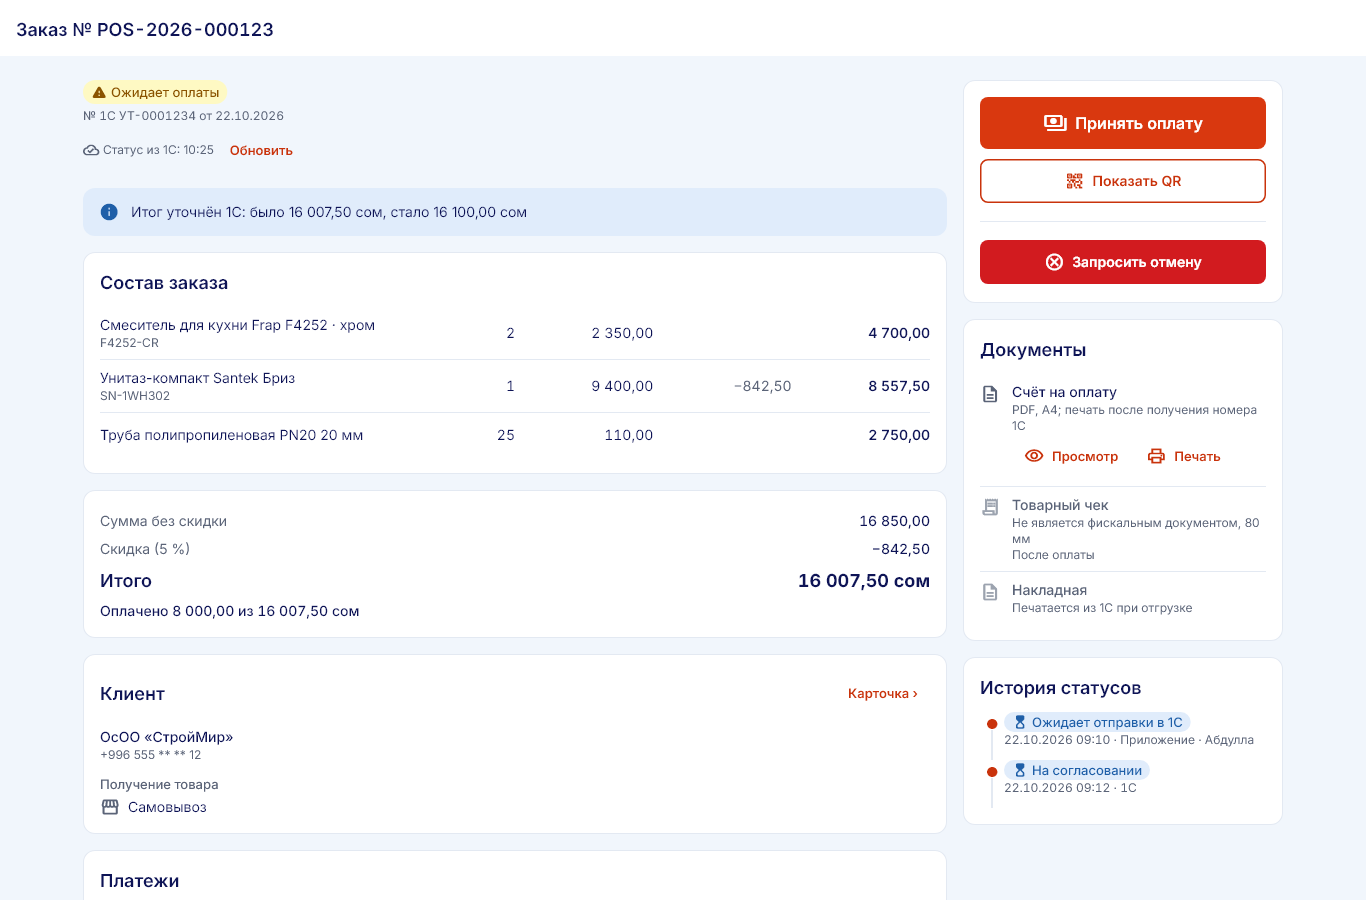 Заказ № POS-2026-000123
Ожидает оплаты
№ 1С УТ-0001234 от 22.10.2026
Статус из 1С: 10:25 Обновить
Итог уточнён 1С: было 16 007,50 сом, стало 16 100,00 сом
Состав заказа
Смеситель для кухни Frap F4252 · хром 2 2 350,00 4 700,00
F4252-CR
Унитаз-компакт Santek Бриз 1 9 400,00 −842,50 8 557,50
SN-1WH302
Труба полипропиленовая PN20 20 мм 25 110,00 2 750,00
Сумма без скидки 16 850,00
Скидка (5 %) −842,50
Итого 16 007,50 сом
Оплачено 8 000,00 из 16 007,50 сом
Клиент Карточка ›
ОсОО «СтройМир»
+996 555 ** ** 12
Получение товара
Самовывоз
Платежи
Принять оплату
Показать QR
Запросить отмену
Документы
Счёт на оплату
PDF, A4; печать после получения номера
1С
Просмотр Печать
Товарный чек
Не является фискальным документом, 80
мм
После оплаты
Накладная
Печатается из 1С при отгрузке
История статусов
Ожидает отправки в 1С
22.10.2026 09:10 · Приложение · Абдулла
На согласовании
22.10.2026 09:12 · 1С